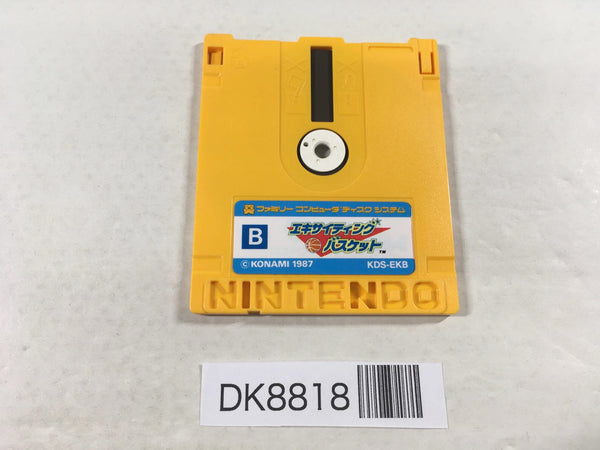 ファミリー コンピュータ ディスク システム
B
エキサイティング
バスケット
TM
© KONAMI 1987 KDS-EKB
NINTENDO
DK8818